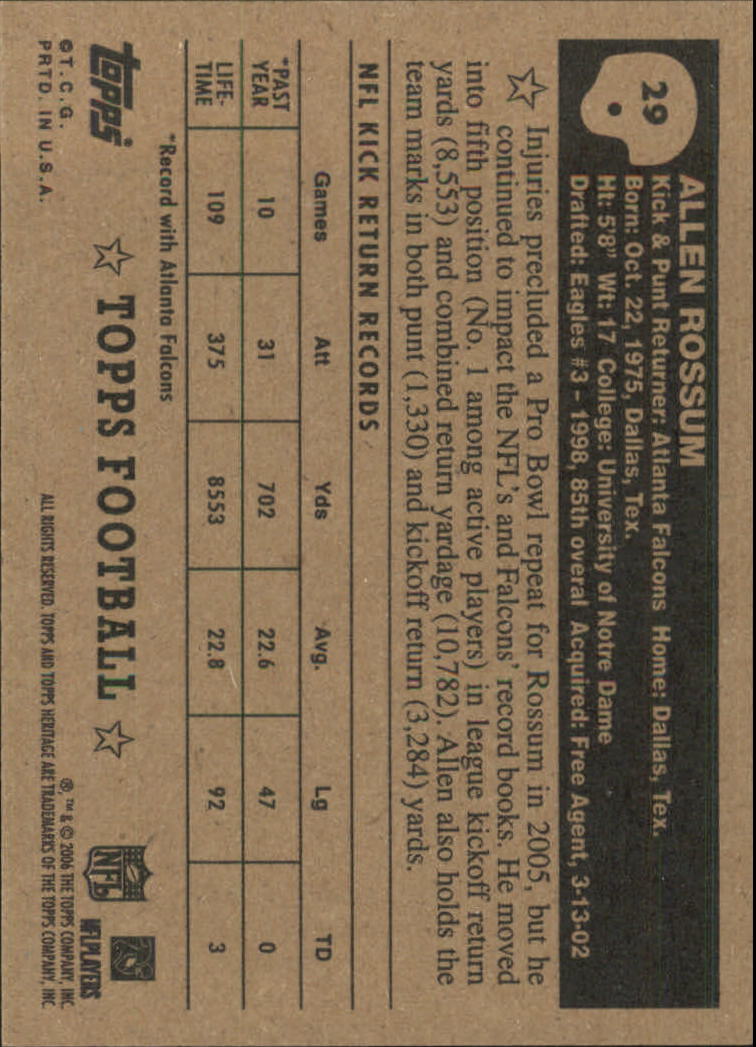 29
ALLEN ROSSUM
Kick & Punt Returner: Atlanta Falcons Home: Dallas, Tex.
Born: Oct. 22, 1975, Dallas, Tex.
Ht: 5'8" Wt: 17 College: University of Notre Dame
Drafted: Eagles #3 - 1998, 85th overal Acquired: Free Agent, 3-13-02
☆ Injuries precluded a Pro Bowl repeat for Rossum in 2005, but he
continued to impact the NFL's and Falcons' record books. He moved
into fifth position (No. 1 among active players) in league kickoff return
yards (8,553) and combined return yardage (10,782). Allen also holds the
team marks in both punt (1,330) and kickoff return (3,284) yards.
NFL KICK RETURN RECORDS
Games Att Yds Avg. Lg TD
*PAST YEAR 10 31 702 22.6 47 0
LIFE-TIME 109 375 8553 22.8 92 3
*Record with Atlanta Falcons
topps
©T.C.G.
PRTD. IN U.S.A.
☆ TOPPS FOOTBALL ☆
NFL
NFLPLAYERS
®, ™ & © 2006 THE TOPPS COMPANY, INC
ALL RIGHTS RESERVED. TOPPS AND TOPPS HERITAGE ARE TRADEMARKS OF THE TOPPS COMPANY, INC